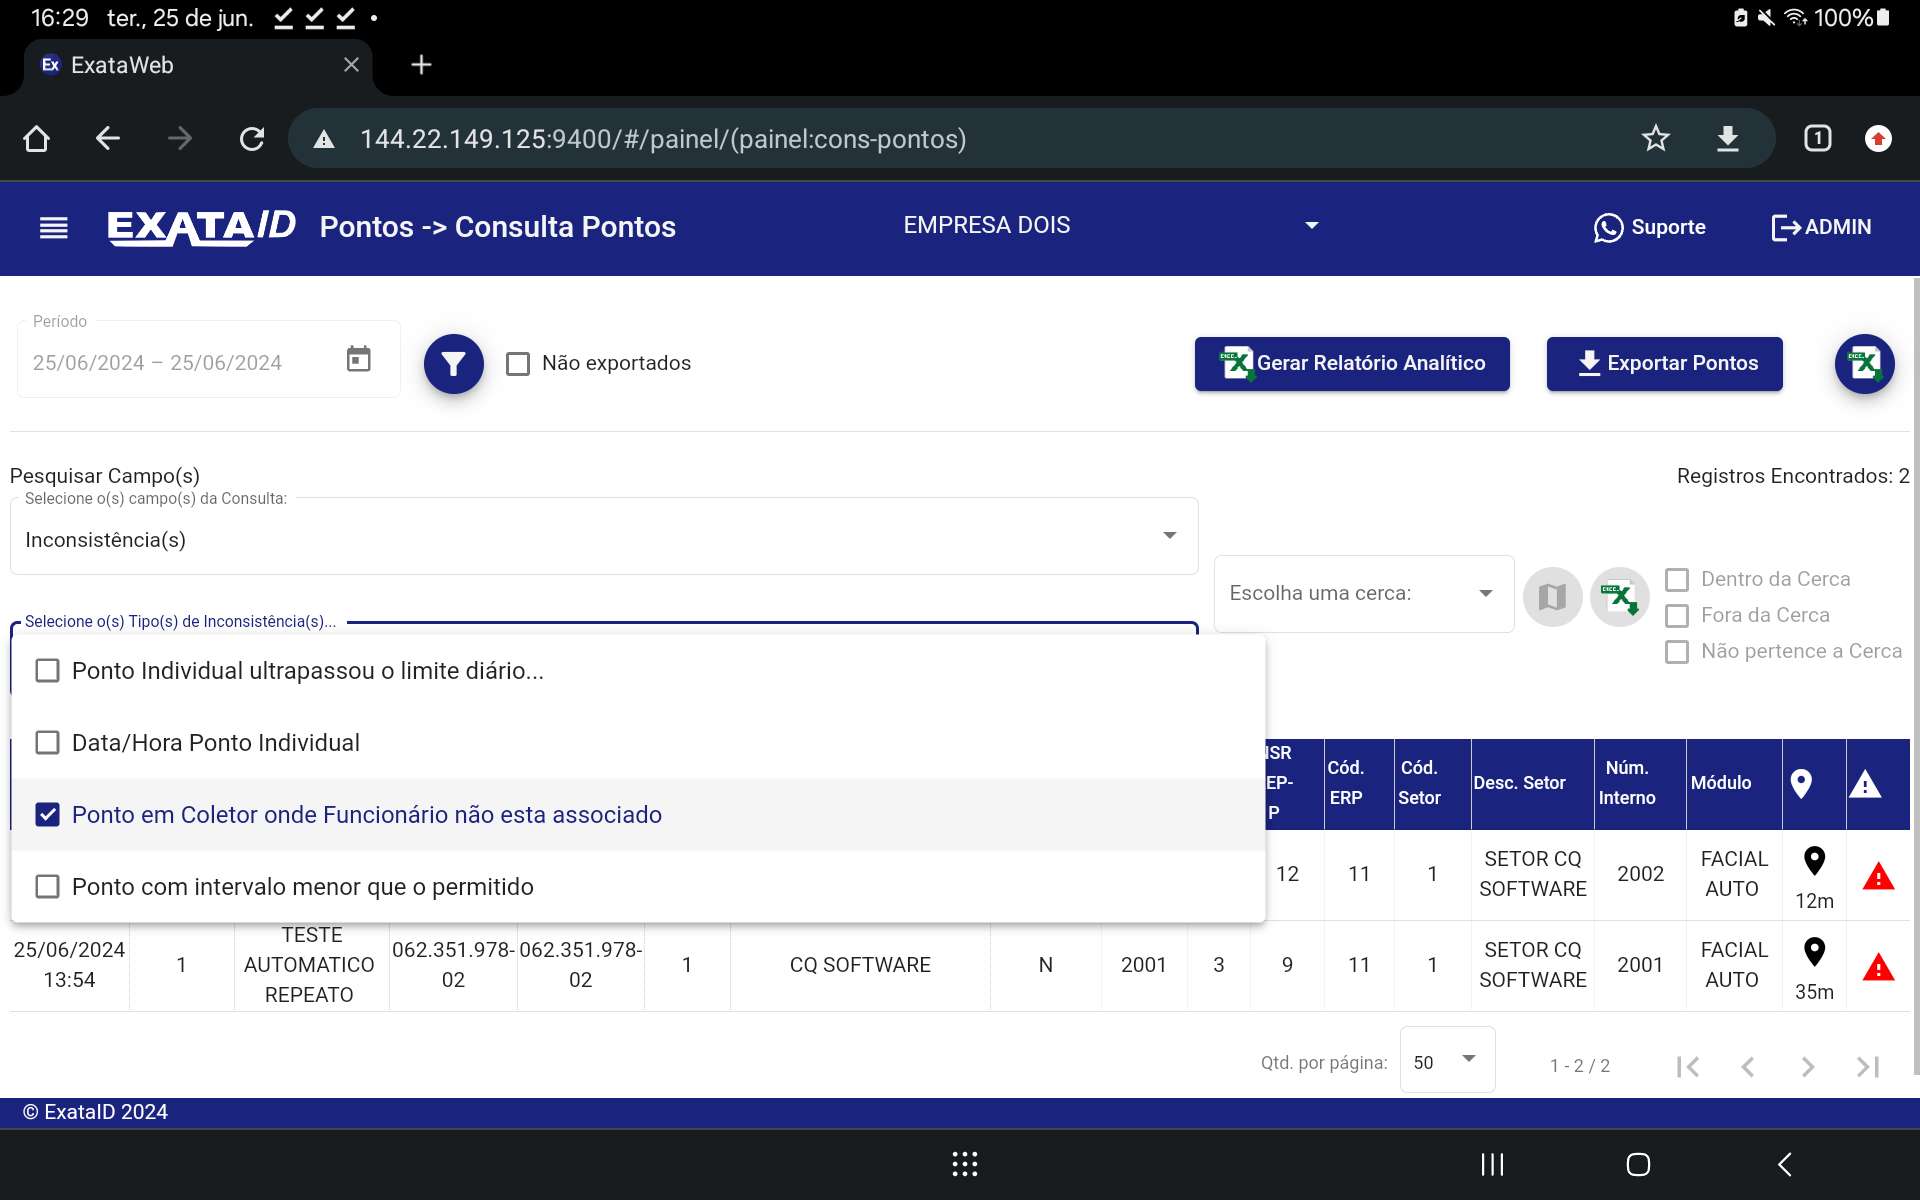 16:29 ter., 25 de jun.
100%
Ex ExataWeb
144.22.149.125:9400/#/painel/(painel:cons-pontos)
1
EXATAID Pontos -> Consulta Pontos
EMPRESA DOIS
Suporte
ADMIN
Período
25/06/2024 – 25/06/2024
Não exportados
Gerar Relatório Analítico
Exportar Pontos
Pesquisar Campo(s)
Registros Encontrados: 2
Selecione o(s) campo(s) da Consulta:
Inconsistência(s)
Escolha uma cerca:
Dentro da Cerca
Fora da Cerca
Não pertence a Cerca
Selecione o(s) Tipo(s) de Inconsistência(s)...
Ponto Individual ultrapassou o limite diário...
Data/Hora Ponto Individual
Ponto em Coletor onde Funcionário não esta associado
Ponto com intervalo menor que o permitido
Cód. ERP
Cód. Setor
Desc. Setor
Núm. Interno
Módulo
12 11 1 SETOR CQ SOFTWARE 2002 FACIAL AUTO 12m
25/06/2024 13:54 1 TESTE AUTOMATICO REPEATO 062.351.978-02 062.351.978-02 1 CQ SOFTWARE N 2001 3 9 11 1 SETOR CQ SOFTWARE 2001 FACIAL AUTO 35m
Qtd. por página: 50 1 - 2 / 2
© ExataID 2024